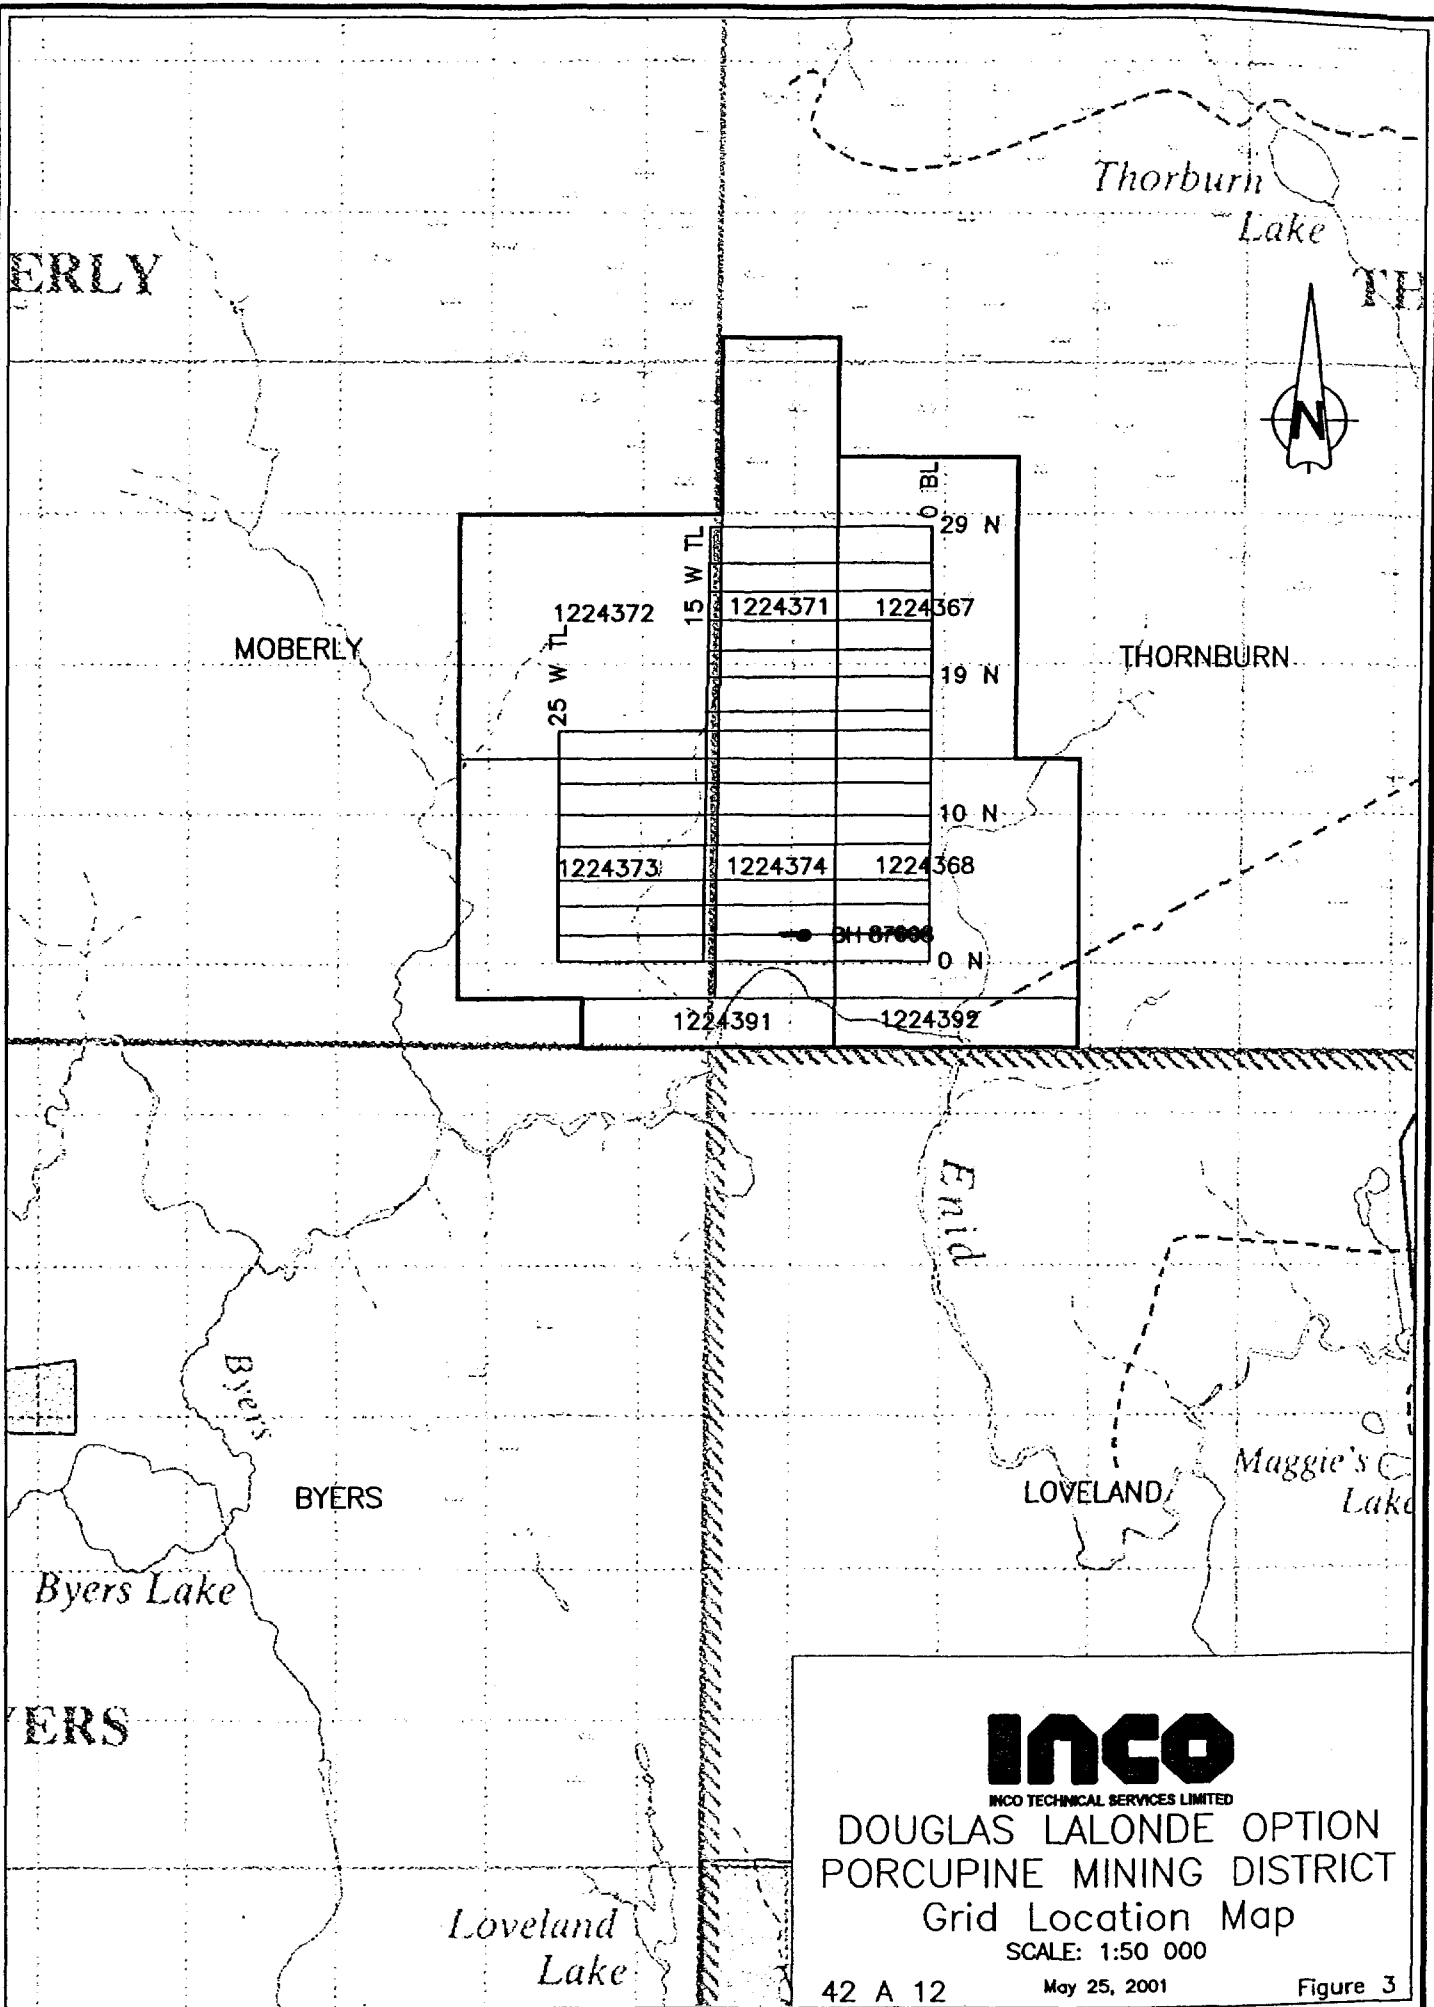 Thorburn
Lake
ERLY
TH
N
0 BL
29 N
15 W TL
1224372
1224371
1224367
MOBERLY
25 W TL
THORNBURN
19 N
10 N
1224373
1224374
1224368
0 N
1224391
1224392
Enid
Byers
Maggie's
Lake
BYERS
LOVELAND
Byers Lake
ERS
INCO
INCO TECHNICAL SERVICES LIMITED
DOUGLAS LALONDE OPTION
PORCUPINE MINING DISTRICT
Grid Location Map
SCALE: 1:50 000
42 A 12
May 25, 2001
Figure 3
Loveland
Lake